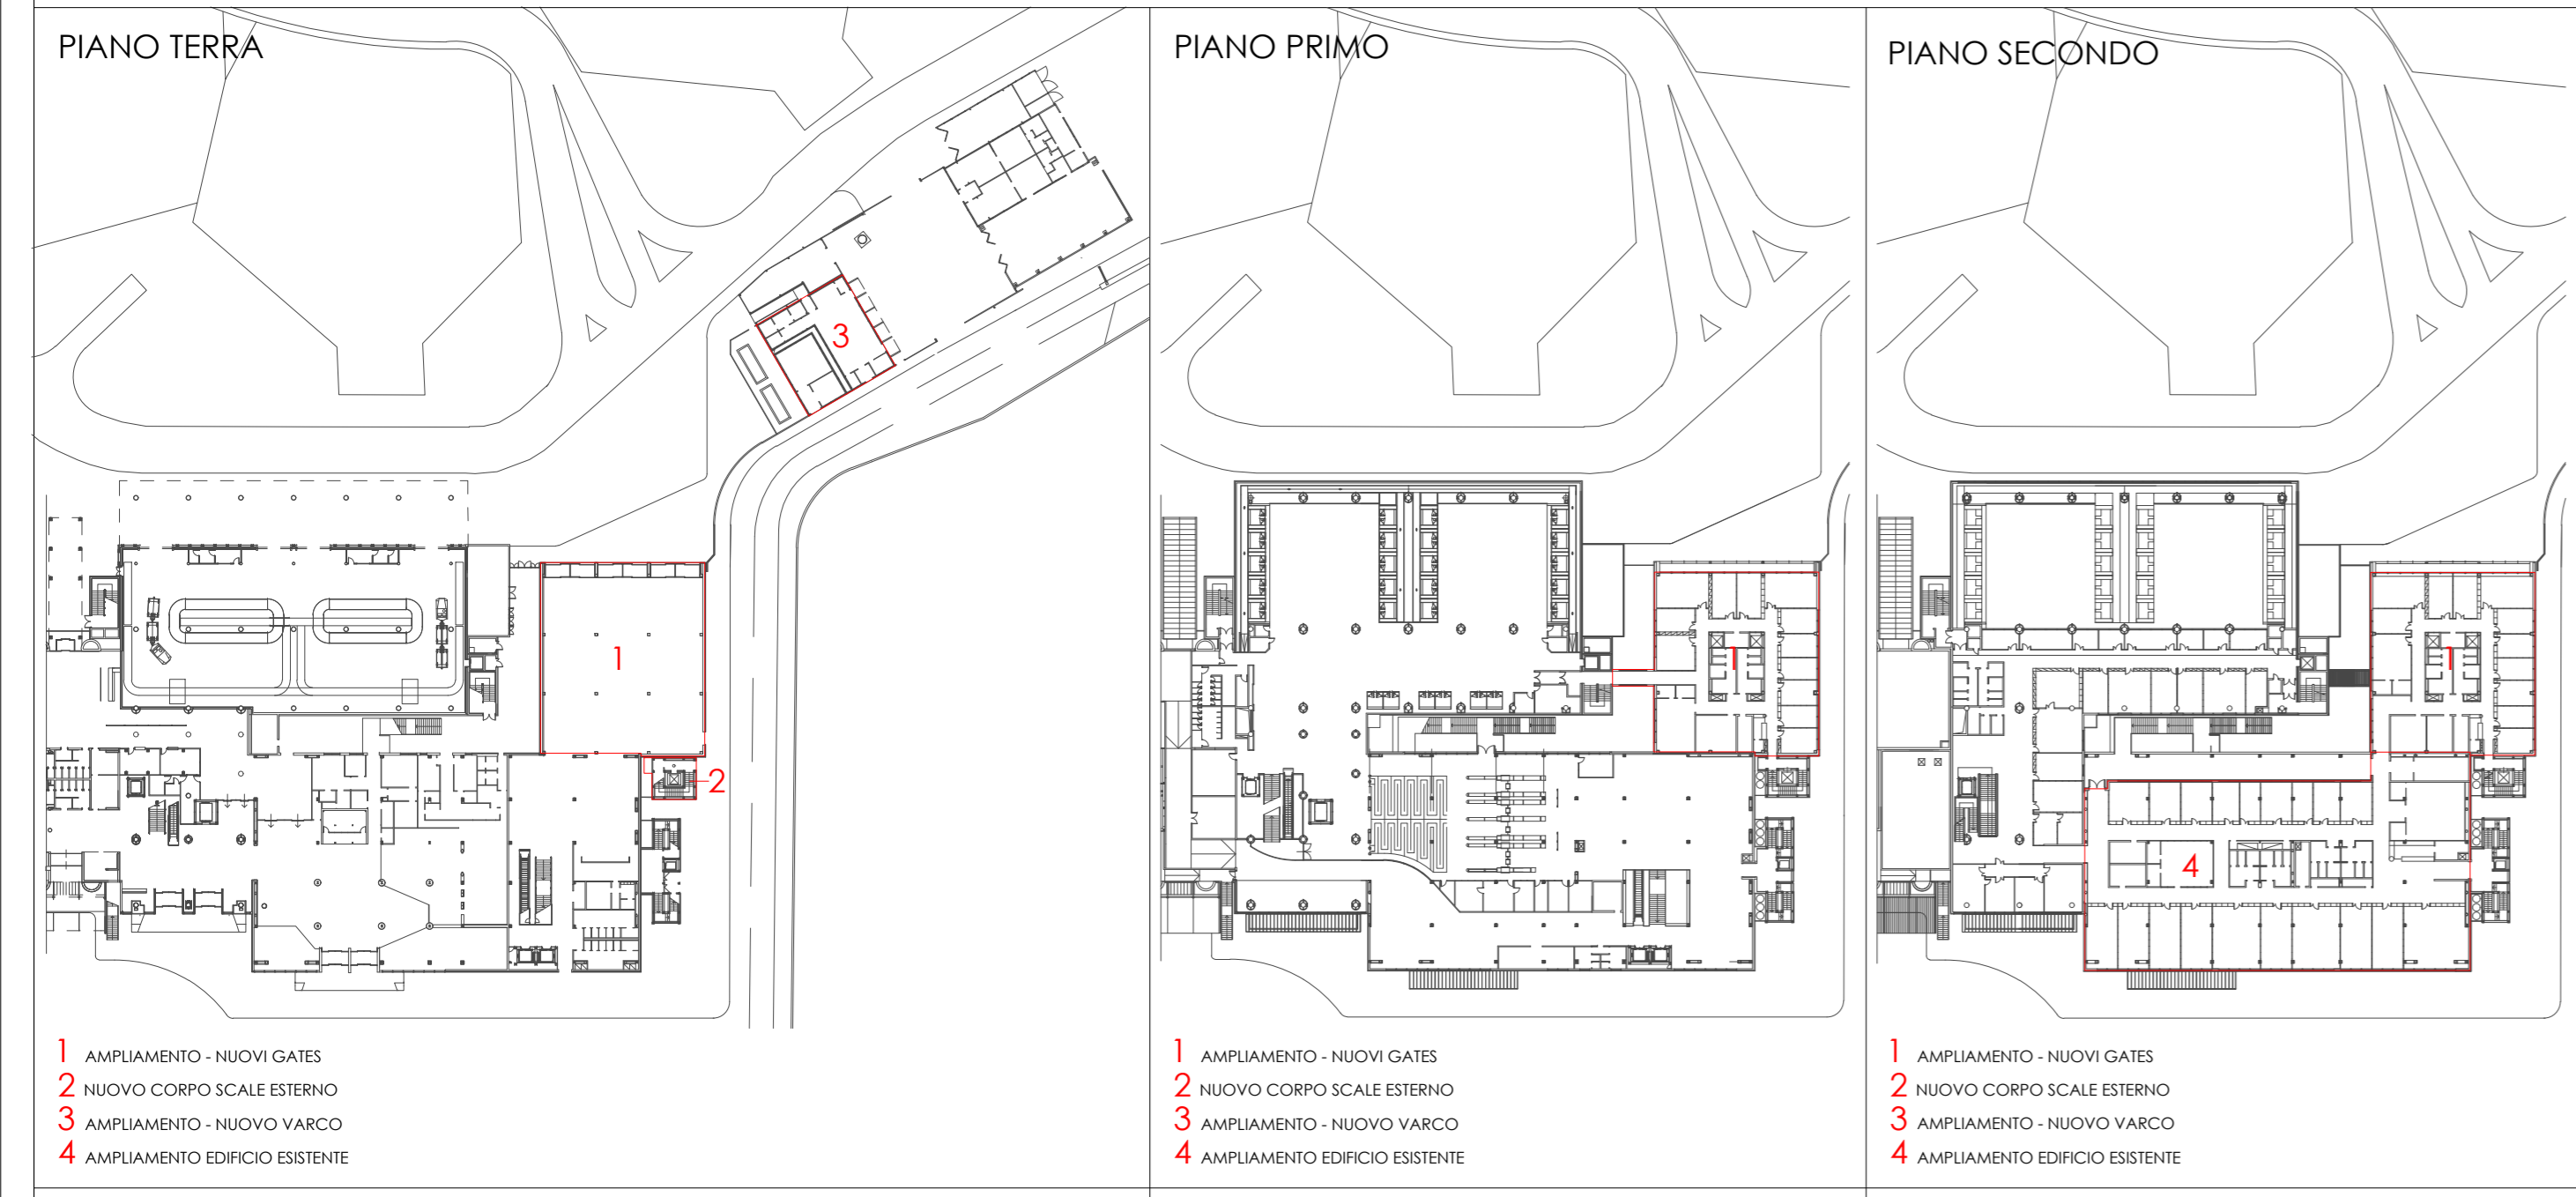 PIANO TERRA
3
1
2
1 AMPLIAMENTO - NUOVI GATES
2 NUOVO CORPO SCALE ESTERNO
3 AMPLIAMENTO - NUOVO VARCO
4 AMPLIAMENTO EDIFICIO ESISTENTE
PIANO PRIMO
1
1 AMPLIAMENTO - NUOVI GATES
2 NUOVO CORPO SCALE ESTERNO
3 AMPLIAMENTO - NUOVO VARCO
4 AMPLIAMENTO EDIFICIO ESISTENTE
PIANO SECONDO
1
4
1 AMPLIAMENTO - NUOVI GATES
2 NUOVO CORPO SCALE ESTERNO
3 AMPLIAMENTO - NUOVO VARCO
4 AMPLIAMENTO EDIFICIO ESISTENTE